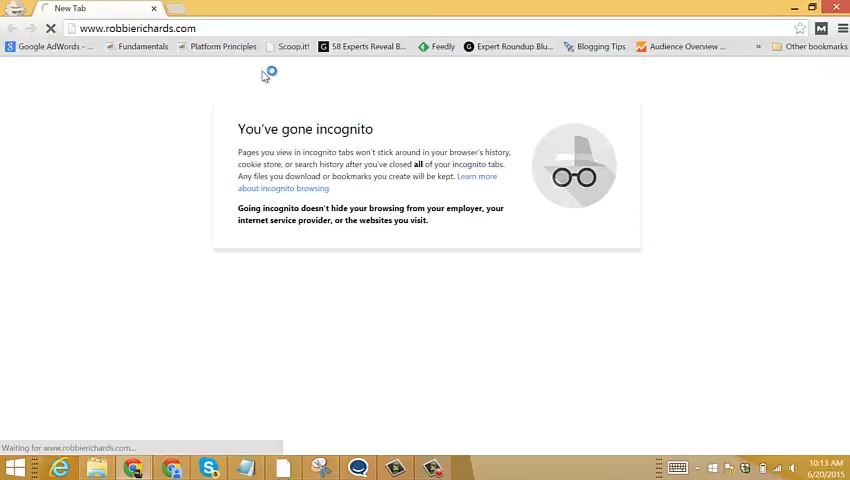 New Tab
www.robbierichards.com
Google AdWords - ...
Fundamentals
Platform Principles
Scoop.it!
58 Experts Reveal B...
Feedly
Expert Roundup Blu...
Blogging Tips
Audience Overview ...
»
Other bookmarks
You've gone incognito
Pages you view in incognito tabs won't stick around in your browser's history,
cookie store, or search history after you've closed all of your incognito tabs.
Any files you download or bookmarks you create will be kept. Learn more
about incognito browsing
Going incognito doesn't hide your browsing from your employer, your
internet service provider, or the websites you visit.
Waiting for www.robbierichards.com...
10:13 AM
6/20/2015